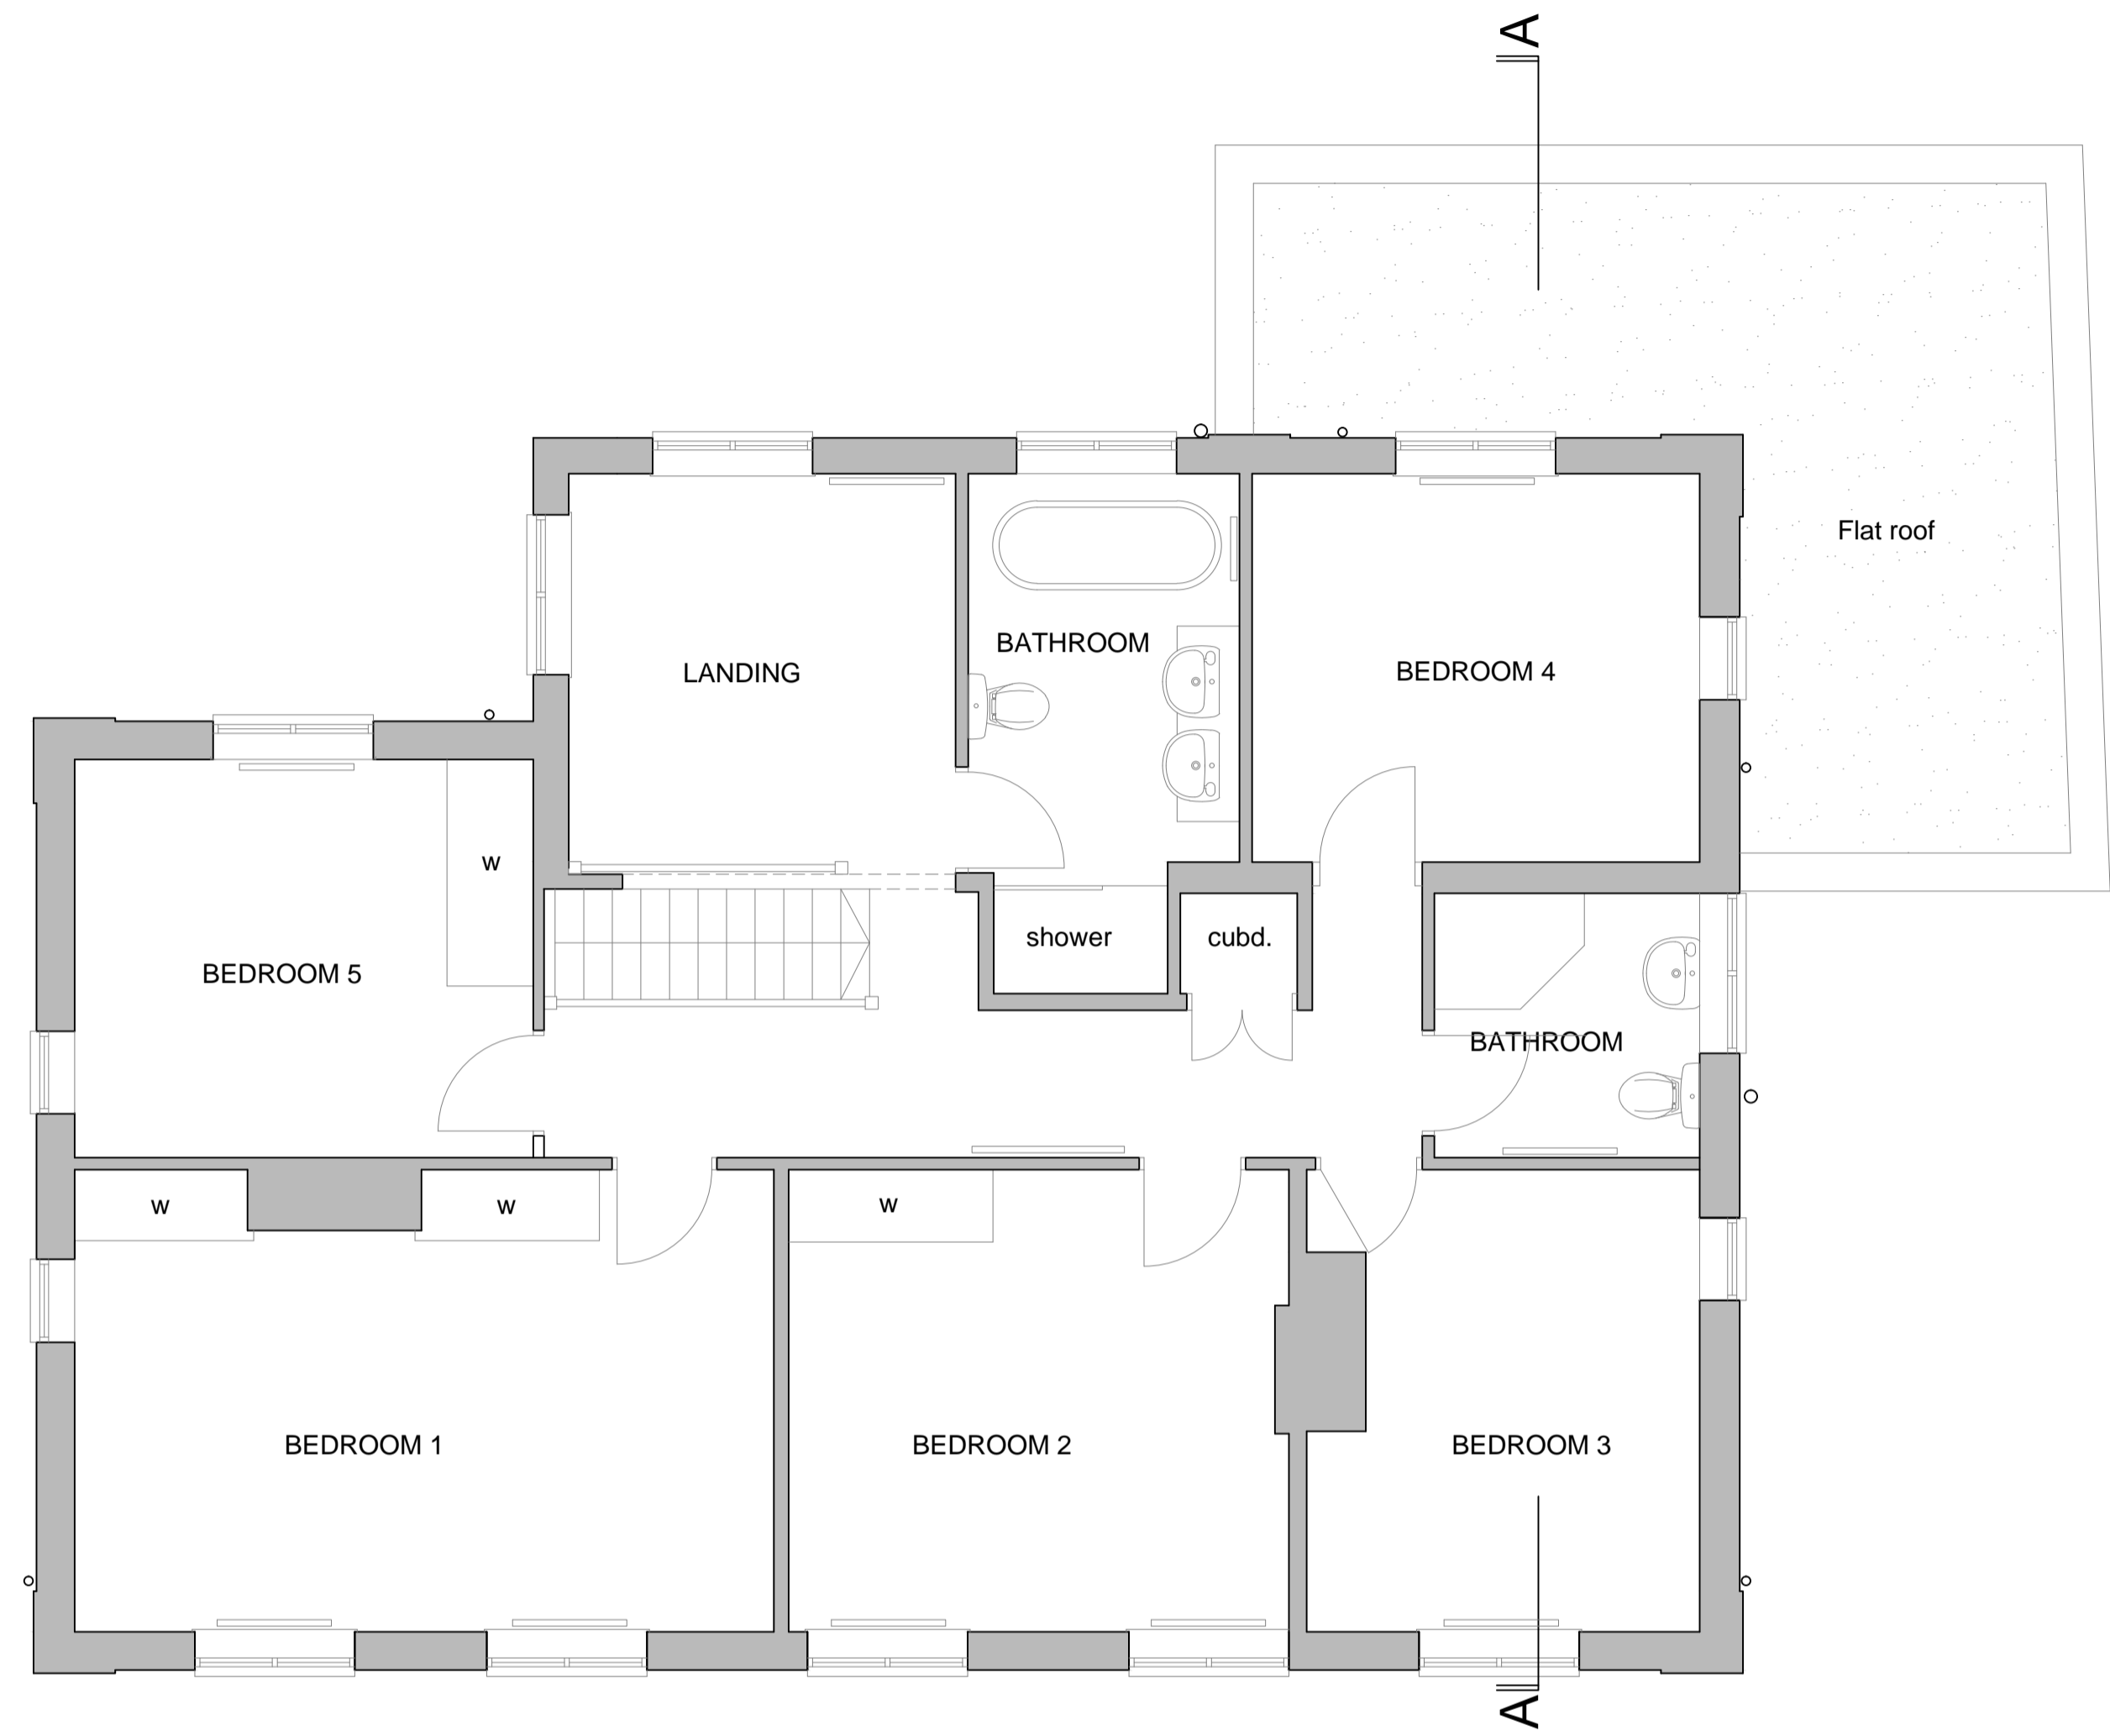 A
Flat roof
BATHROOM
LANDING
BEDROOM 4
w
shower
cubd.
BEDROOM 5
BATHROOM
w
w
w
BEDROOM 1
BEDROOM 2
BEDROOM 3
A